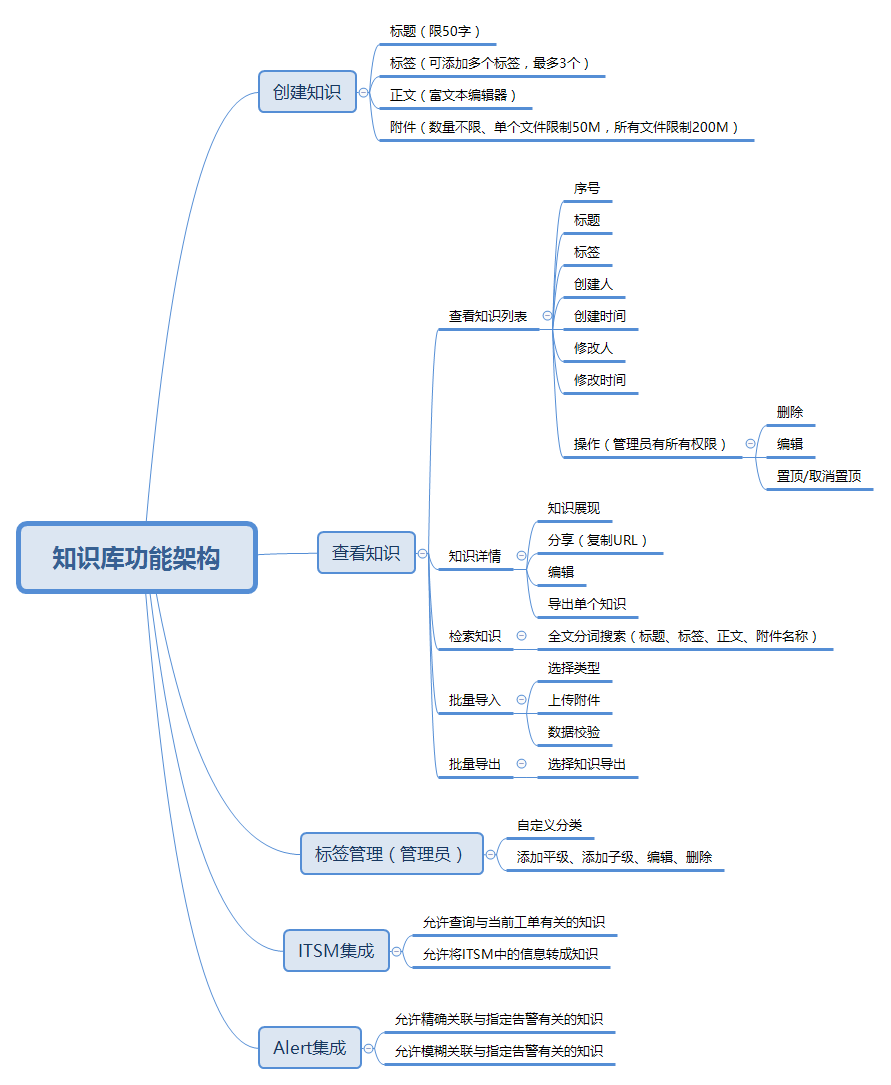 知识库功能架构
创建知识
标题（限50字）
标签（可添加多个标签，最多3个）
正文（富文本编辑器）
附件（数量不限、单个文件限制50M，所有文件限制200M）
查看知识
查看知识列表
序号
标题
标签
创建人
创建时间
修改人
修改时间
操作（管理员有所有权限）
删除
编辑
置顶/取消置顶
知识详情
知识展现
分享（复制URL）
编辑
导出单个知识
检索知识
全文分词搜索（标题、标签、正文、附件名称）
批量导入
选择类型
上传附件
数据校验
批量导出
选择知识导出
标签管理（管理员）
自定义分类
添加平级、添加子级、编辑、删除
ITSM集成
允许查询与当前工单有关的知识
允许将ITSM中的信息转成知识
Alert集成
允许精确关联与指定告警有关的知识
允许模糊关联与指定告警有关的知识